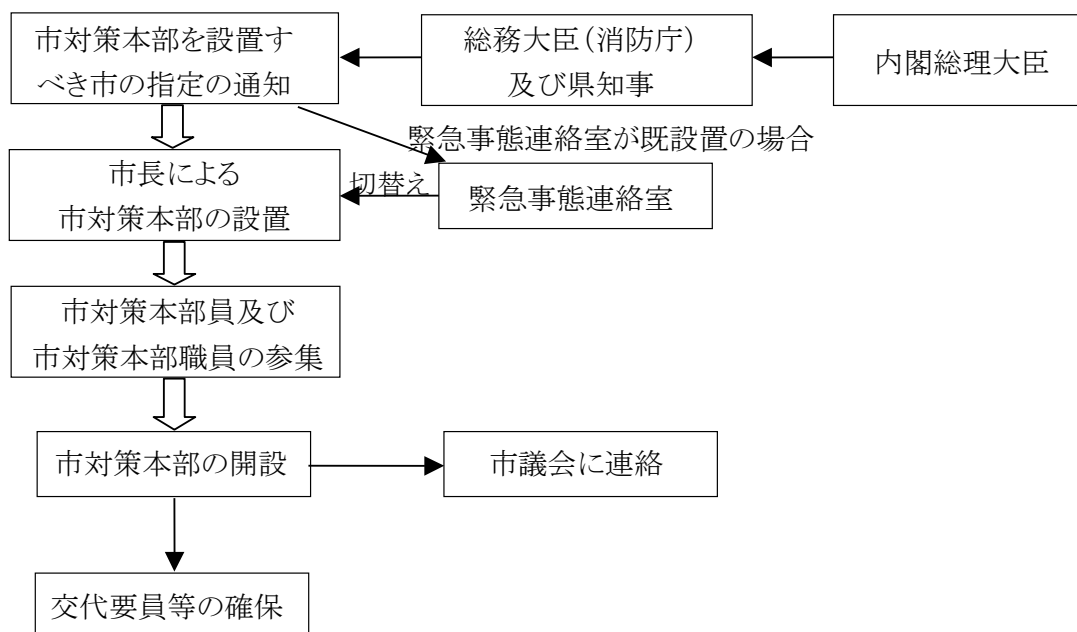 市対策本部を設置す
べき市の指定の通知
総務大臣（消防庁）
及び県知事
内閣総理大臣
緊急事態連絡室が既設置の場合
市長による
市対策本部の設置
切替え
緊急事態連絡室
市対策本部員及び
市対策本部職員の参集
市対策本部の開設
市議会に連絡
交代要員等の確保